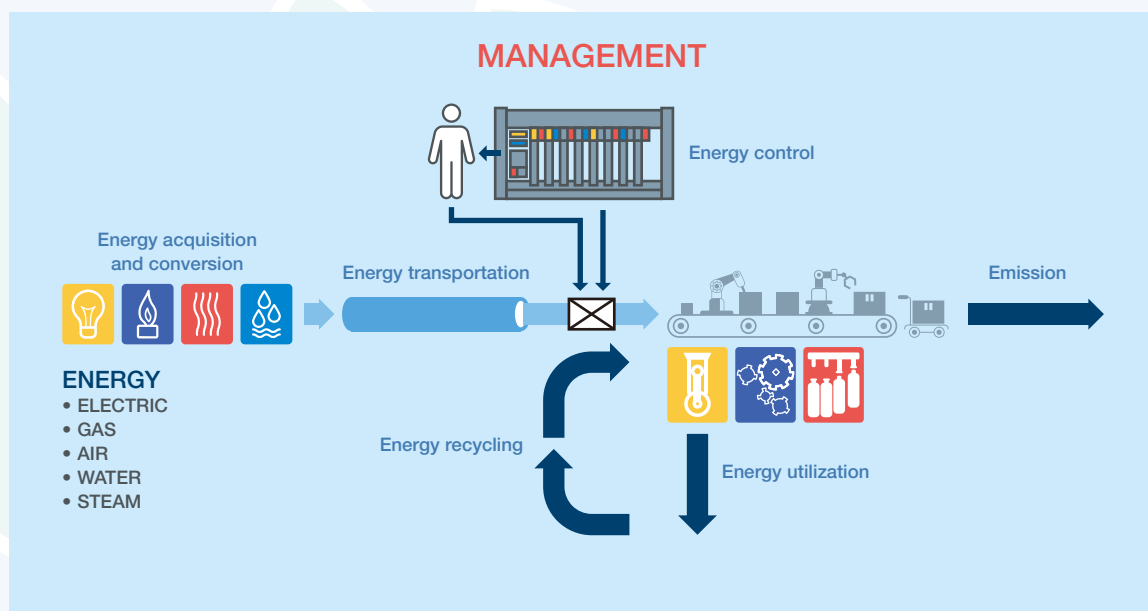 MANAGEMENT
Energy control
Energy acquisition
and conversion
Energy transportation
Emission
ENERGY
• ELECTRIC
• GAS
• AIR
• WATER
• STEAM
Energy recycling
Energy utilization